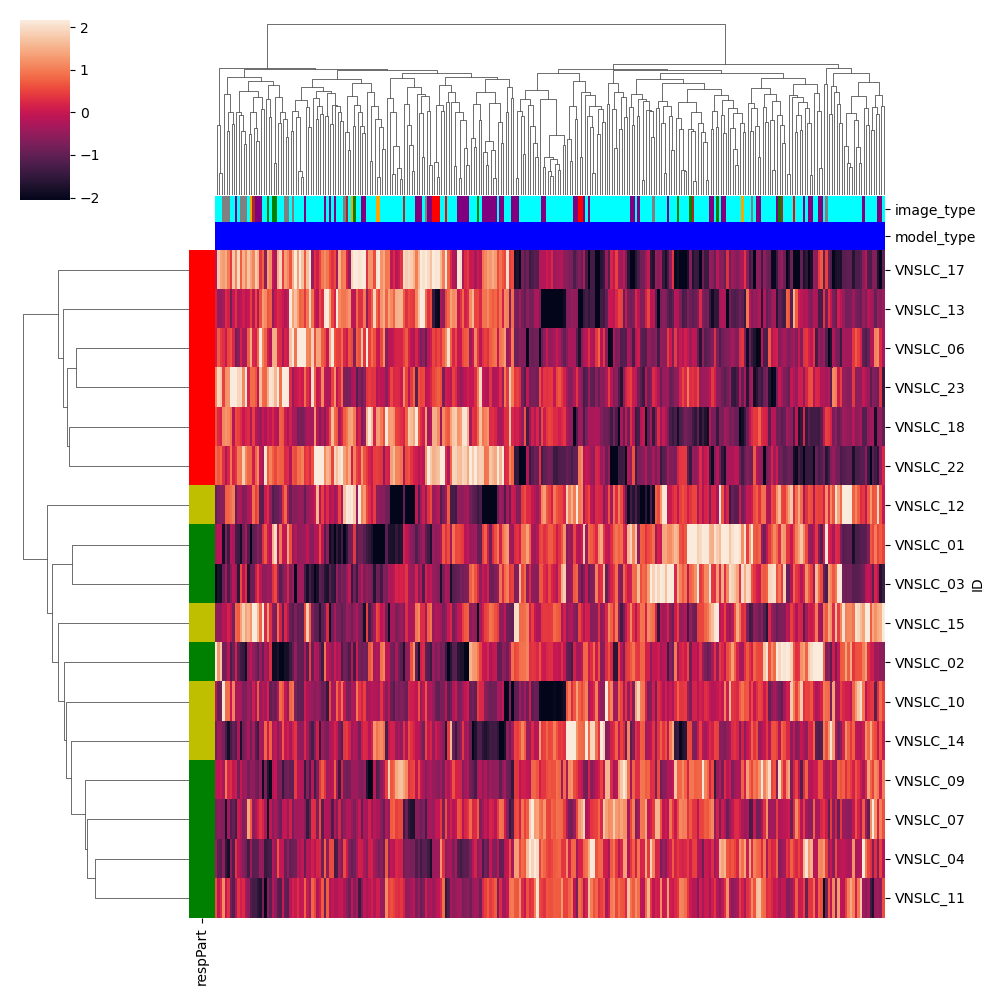 2
1
0
−1
−2
image_type
model_type
VNSLC_17
VNSLC_13
VNSLC_06
VNSLC_23
VNSLC_18
VNSLC_22
VNSLC_12
VNSLC_01
VNSLC_03
VNSLC_15
VNSLC_02
VNSLC_10
VNSLC_14
VNSLC_09
VNSLC_07
VNSLC_04
VNSLC_11
ID
respPart